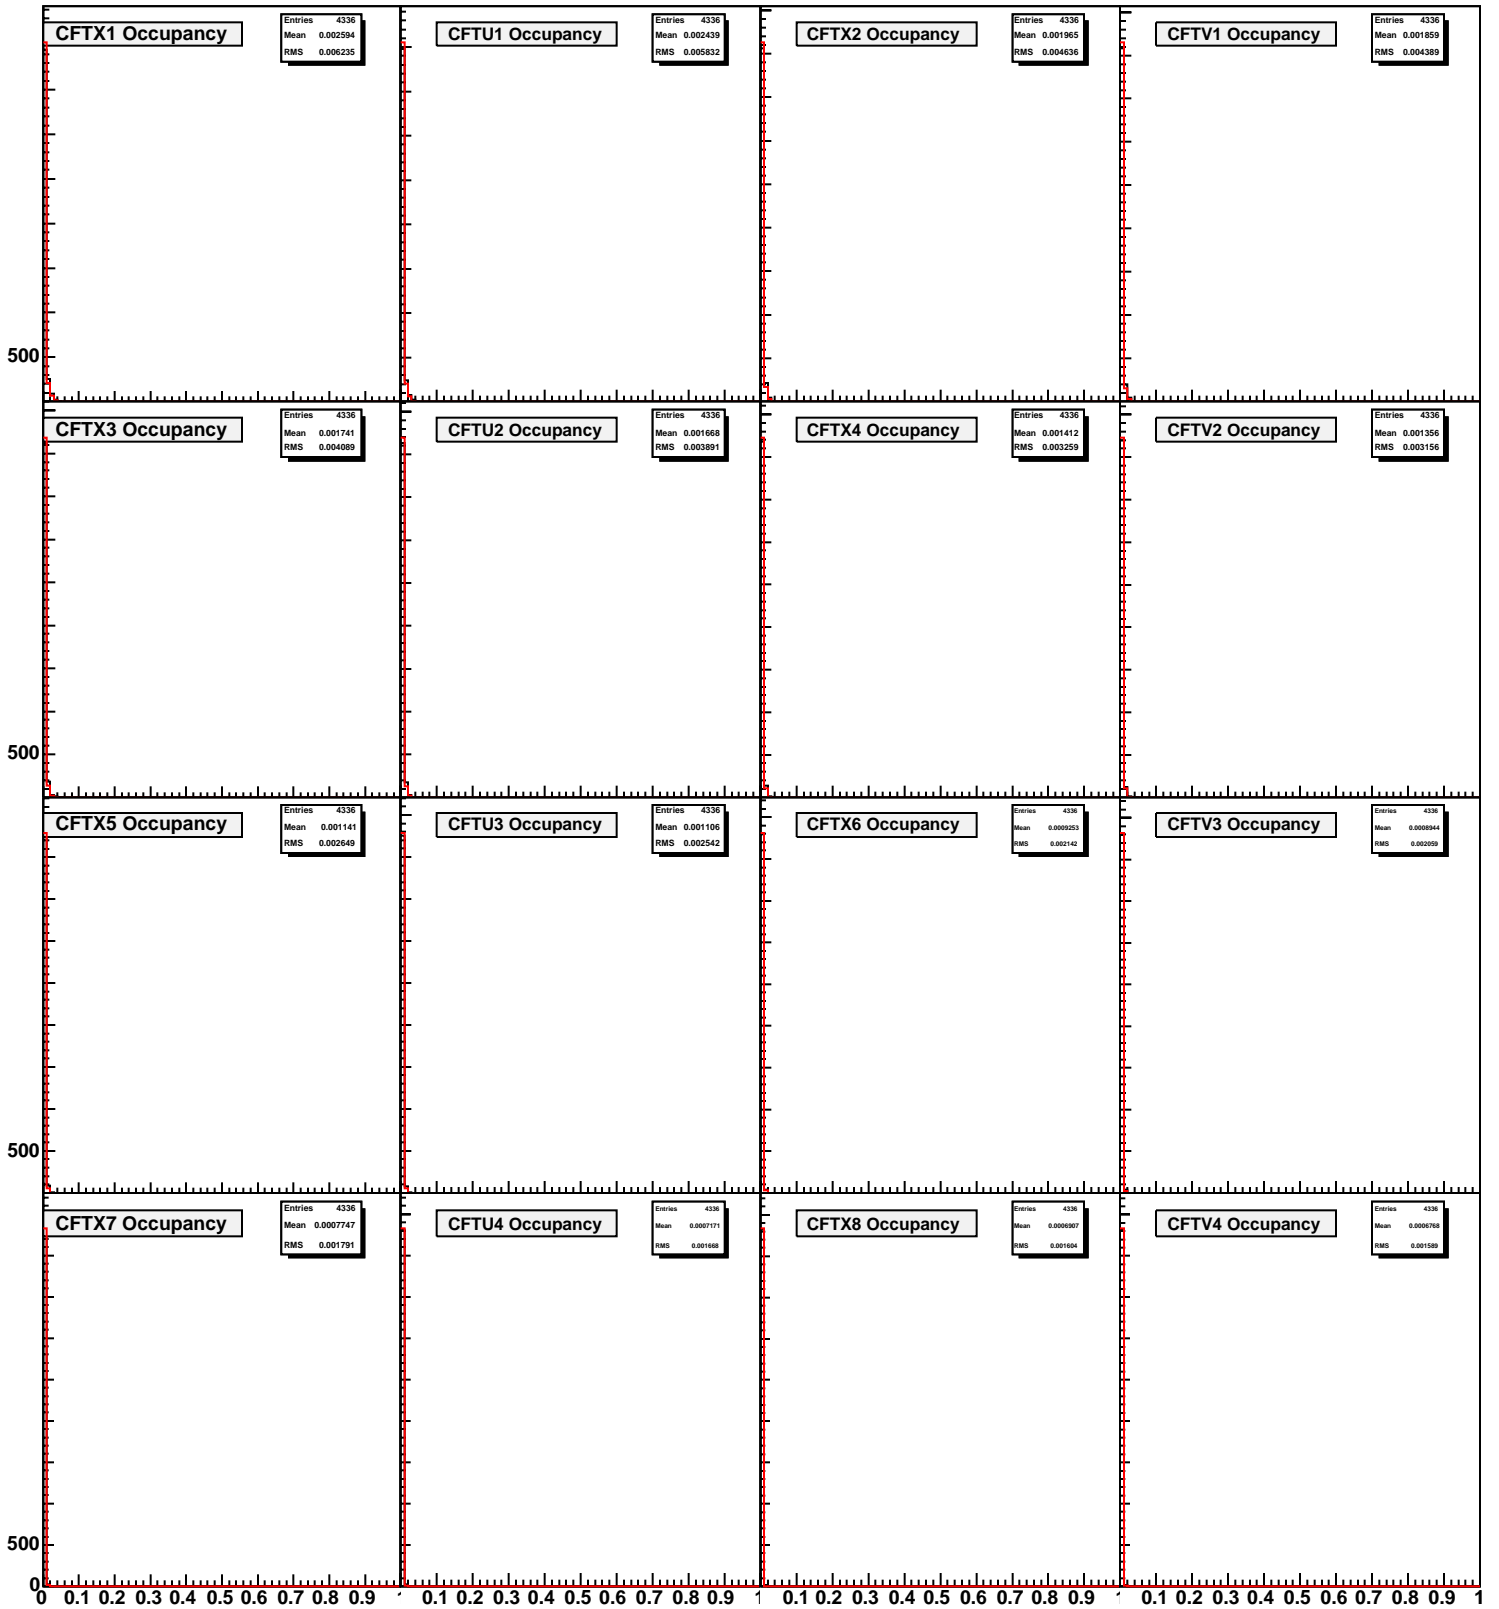 CFTX1 Occupancy
Entries 4336
Mean 0.002594
RMS 0.006235
CFTU1 Occupancy
Entries 4336
Mean 0.002439
RMS 0.005832
CFTX2 Occupancy
Entries 4336
Mean 0.001965
RMS 0.004636
CFTV1 Occupancy
Entries 4336
Mean 0.001859
RMS 0.004389
500
CFTX3 Occupancy
Entries 4336
Mean 0.001741
RMS 0.004089
CFTU2 Occupancy
Entries 4336
Mean 0.001668
RMS 0.003891
CFTX4 Occupancy
Entries 4336
Mean 0.001412
RMS 0.003259
CFTV2 Occupancy
Entries 4336
Mean 0.001356
RMS 0.003156
500
CFTX5 Occupancy
Entries 4336
Mean 0.001141
RMS 0.002649
CFTU3 Occupancy
Entries 4336
Mean 0.001106
RMS 0.002542
CFTX6 Occupancy
Entries 4336
Mean 0.0009253
RMS 0.002142
CFTV3 Occupancy
Entries 4336
Mean 0.0008944
RMS 0.002059
500
CFTX7 Occupancy
Entries 4336
Mean 0.0007747
RMS 0.001791
CFTU4 Occupancy
Entries 4336
Mean 0.0007171
RMS 0.001668
CFTX8 Occupancy
Entries 4336
Mean 0.0006907
RMS 0.001604
CFTV4 Occupancy
Entries 4336
Mean 0.0006768
RMS 0.001589
500
0
0 0.1 0.2 0.3 0.4 0.5 0.6 0.7 0.8 0.9
0.1 0.2 0.3 0.4 0.5 0.6 0.7 0.8 0.9
0.1 0.2 0.3 0.4 0.5 0.6 0.7 0.8 0.9
0.1 0.2 0.3 0.4 0.5 0.6 0.7 0.8 0.9 1